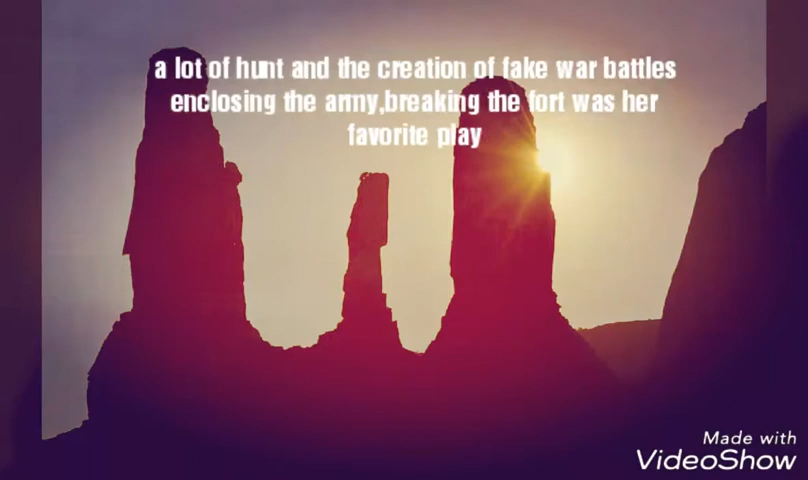 a lot of hunt and the creation of fake war battles
enclosing the army,breaking the fort was her
favorite play
Made with
VideoShow